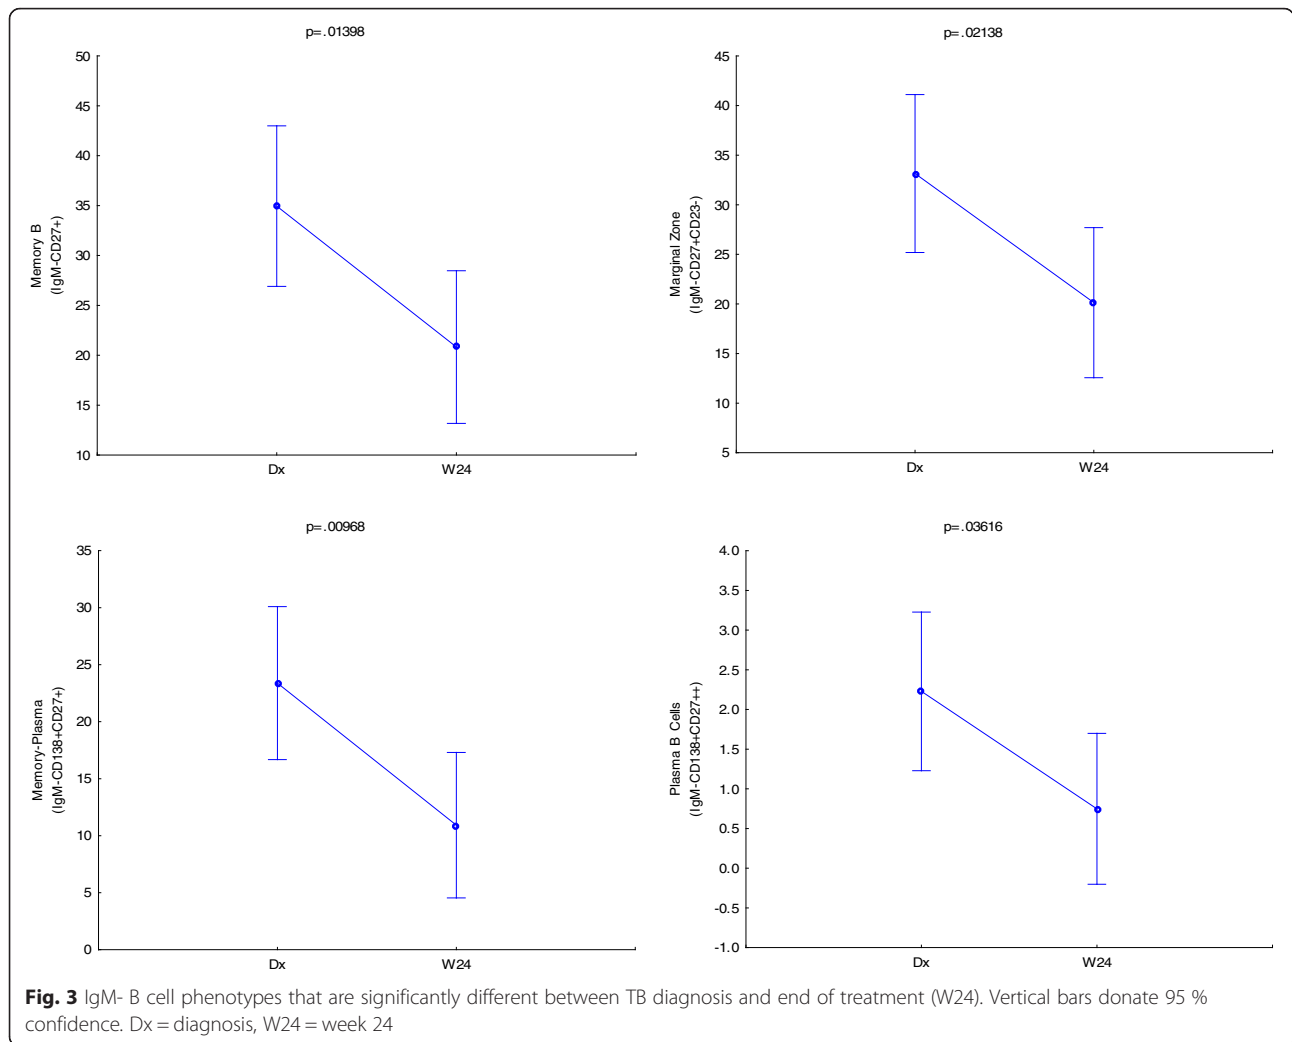 p=.01398
50
45
40
35
30
25
20
15
10
Memory B
(IgM-CD27+)
Dx W24
p=.02138
45
40
35
30
25
20
15
10
5
Marginal Zone
(IgM-CD27+CD23-)
Dx W24
p=.00968
35
30
25
20
15
10
5
0
Memory-Plasma
(IgM-CD138+CD27+)
Dx W24
p=.03616
4.0
3.5
3.0
2.5
2.0
1.5
1.0
0.5
0.0
-0.5
-1.0
Plasma B Cells
(IgM-CD138+CD27++)
Dx W24
Fig. 3 IgM- B cell phenotypes that are significantly different between TB diagnosis and end of treatment (W24). Vertical bars donate 95 %
confidence. Dx = diagnosis, W24 = week 24